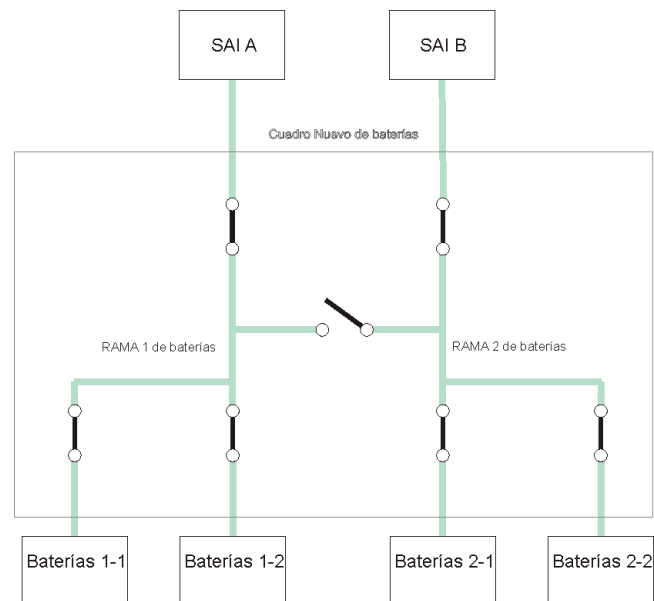 SAI A
SAI B
Cuadro Nuevo de baterías
RAMA 1 de baterías
RAMA 2 de baterías
Baterías 1-1
Baterías 1-2
Baterías 2-1
Baterías 2-2